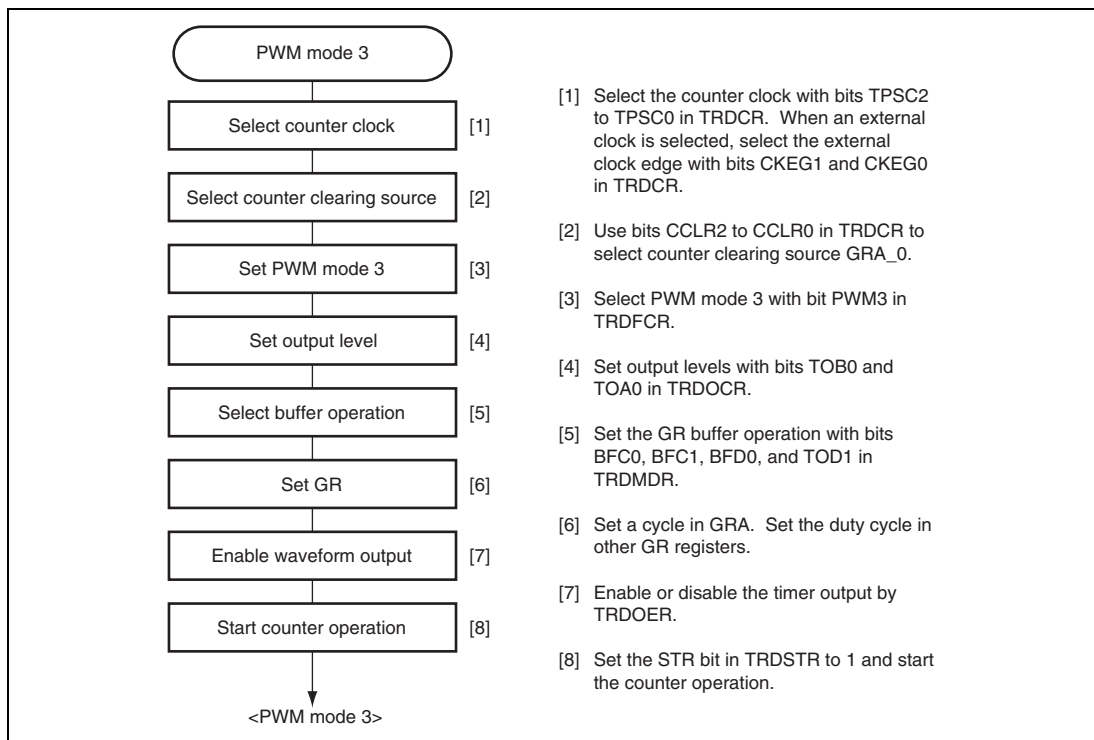 PWM mode 3
Select counter clock [1]
Select counter clearing source [2]
Set PWM mode 3 [3]
Set output level [4]
Select buffer operation [5]
Set GR [6]
Enable waveform output [7]
Start counter operation [8]
<PWM mode 3>
[1] Select the counter clock with bits TPSC2
to TPSC0 in TRDCR. When an external
clock is selected, select the external
clock edge with bits CKEG1 and CKEG0
in TRDCR.
[2] Use bits CCLR2 to CCLR0 in TRDCR to
select counter clearing source GRA_0.
[3] Select PWM mode 3 with bit PWM3 in
TRDFCR.
[4] Set output levels with bits TOB0 and
TOA0 in TRDOCR.
[5] Set the GR buffer operation with bits
BFC0, BFC1, BFD0, and TOD1 in
TRDMDR.
[6] Set a cycle in GRA. Set the duty cycle in
other GR registers.
[7] Enable or disable the timer output by
TRDOER.
[8] Set the STR bit in TRDSTR to 1 and start
the counter operation.